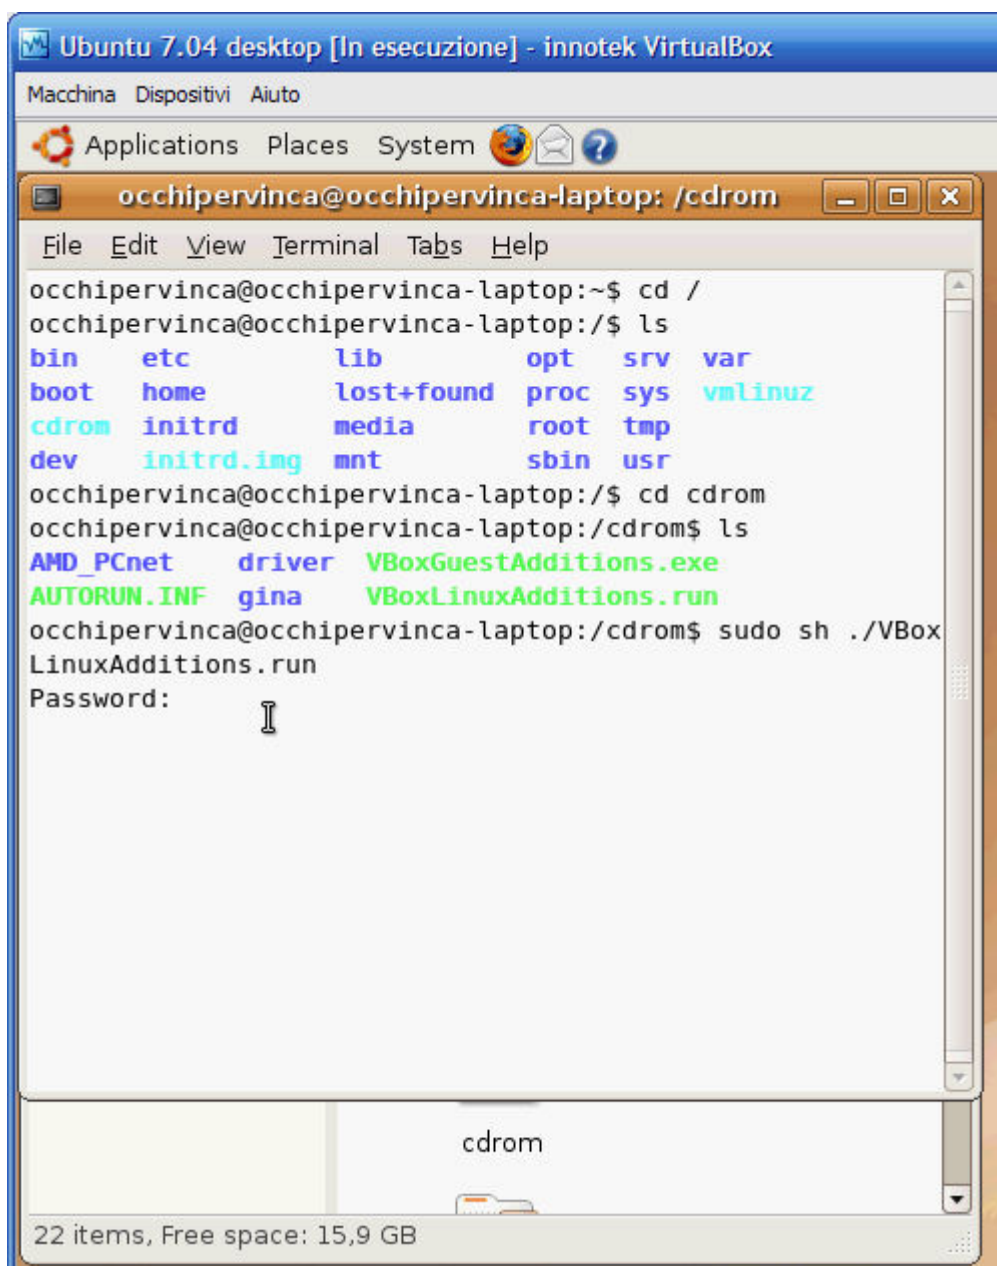 Ubuntu 7.04 desktop [In esecuzione] - innotek VirtualBox
Macchina Dispositivi Aiuto
Applications Places System
occhipervinca@occhipervinca-laptop: /cdrom
File Edit View Terminal Tabs Help
occhipervinca@occhipervinca-laptop:~$ cd /
occhipervinca@occhipervinca-laptop:/$ ls
bin etc lib opt srv var
boot home lost+found proc sys vmlinuz
cdrom initrd media root tmp
dev initrd.img mnt sbin usr
occhipervinca@occhipervinca-laptop:/$ cd cdrom
occhipervinca@occhipervinca-laptop:/cdrom$ ls
AMD_PCnet driver VBoxGuestAdditions.exe
AUTORUN.INF gina VBoxLinuxAdditions.run
occhipervinca@occhipervinca-laptop:/cdrom$ sudo sh ./VBox
LinuxAdditions.run
Password:
cdrom
22 items, Free space: 15,9 GB